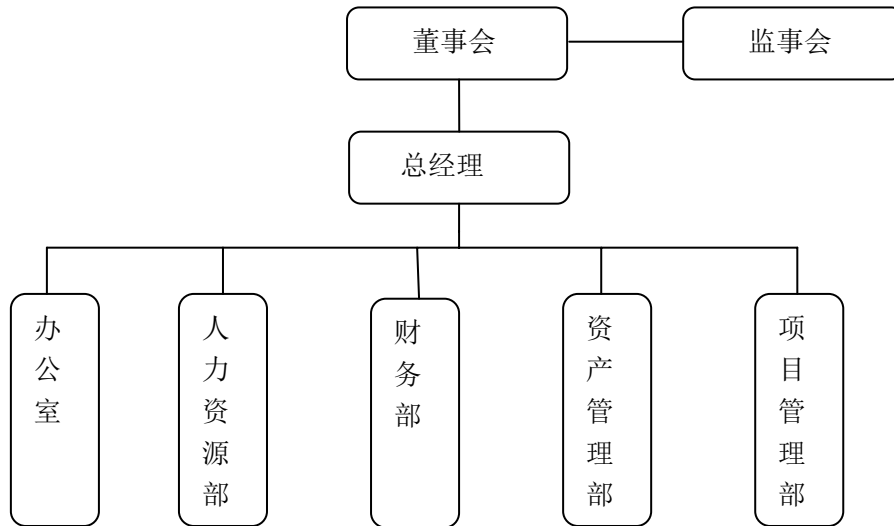 董事会
监事会
总经理
办公室
人力资源部
财务部
资产管理部
项目管理部